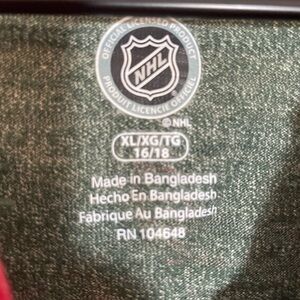 OFFICIAL LICENSED PRODUCT
NHL
PRODUIT LICENCIÉ OFFICIEL
© NHL
XL/XG/TG
16/18
Made in Bangladesh
Hecho En Bangladesh
Fabrique Au Bangladesh
RN 104648